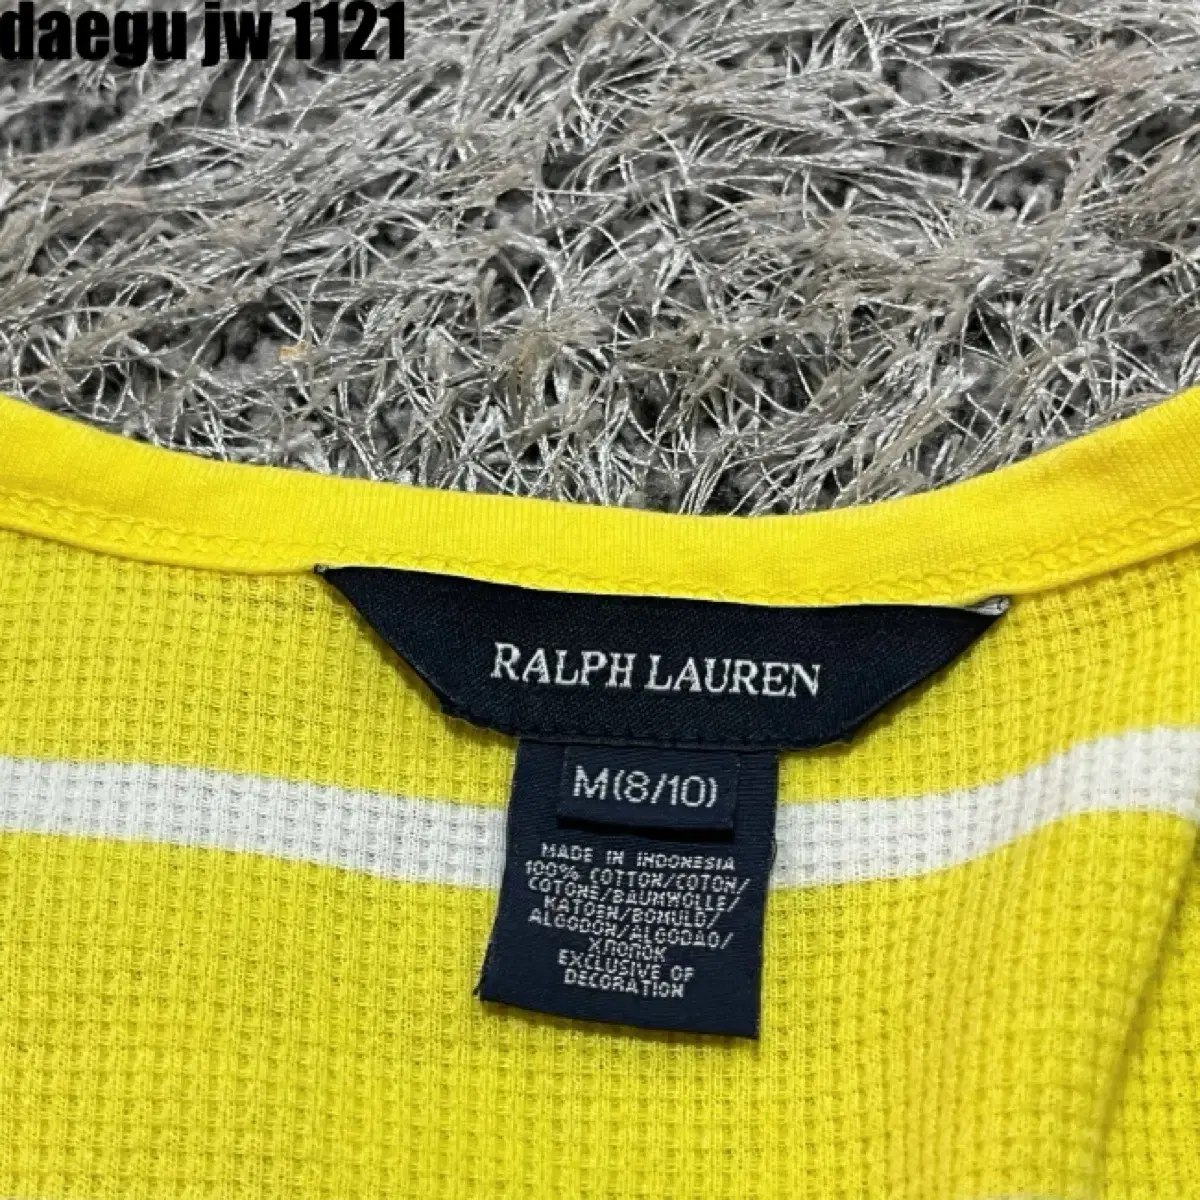 daegu jw 1121
RALPH LAUREN
M(8/10)
MADE IN INDONESIA
100% COTTON/COTON/
COTONE/BAUMWOLLE/
KATOEN/BOMULD/
ALGODON/ALGODAO/
ХЛОПОК
EXCLUSIVE OF
DECORATION